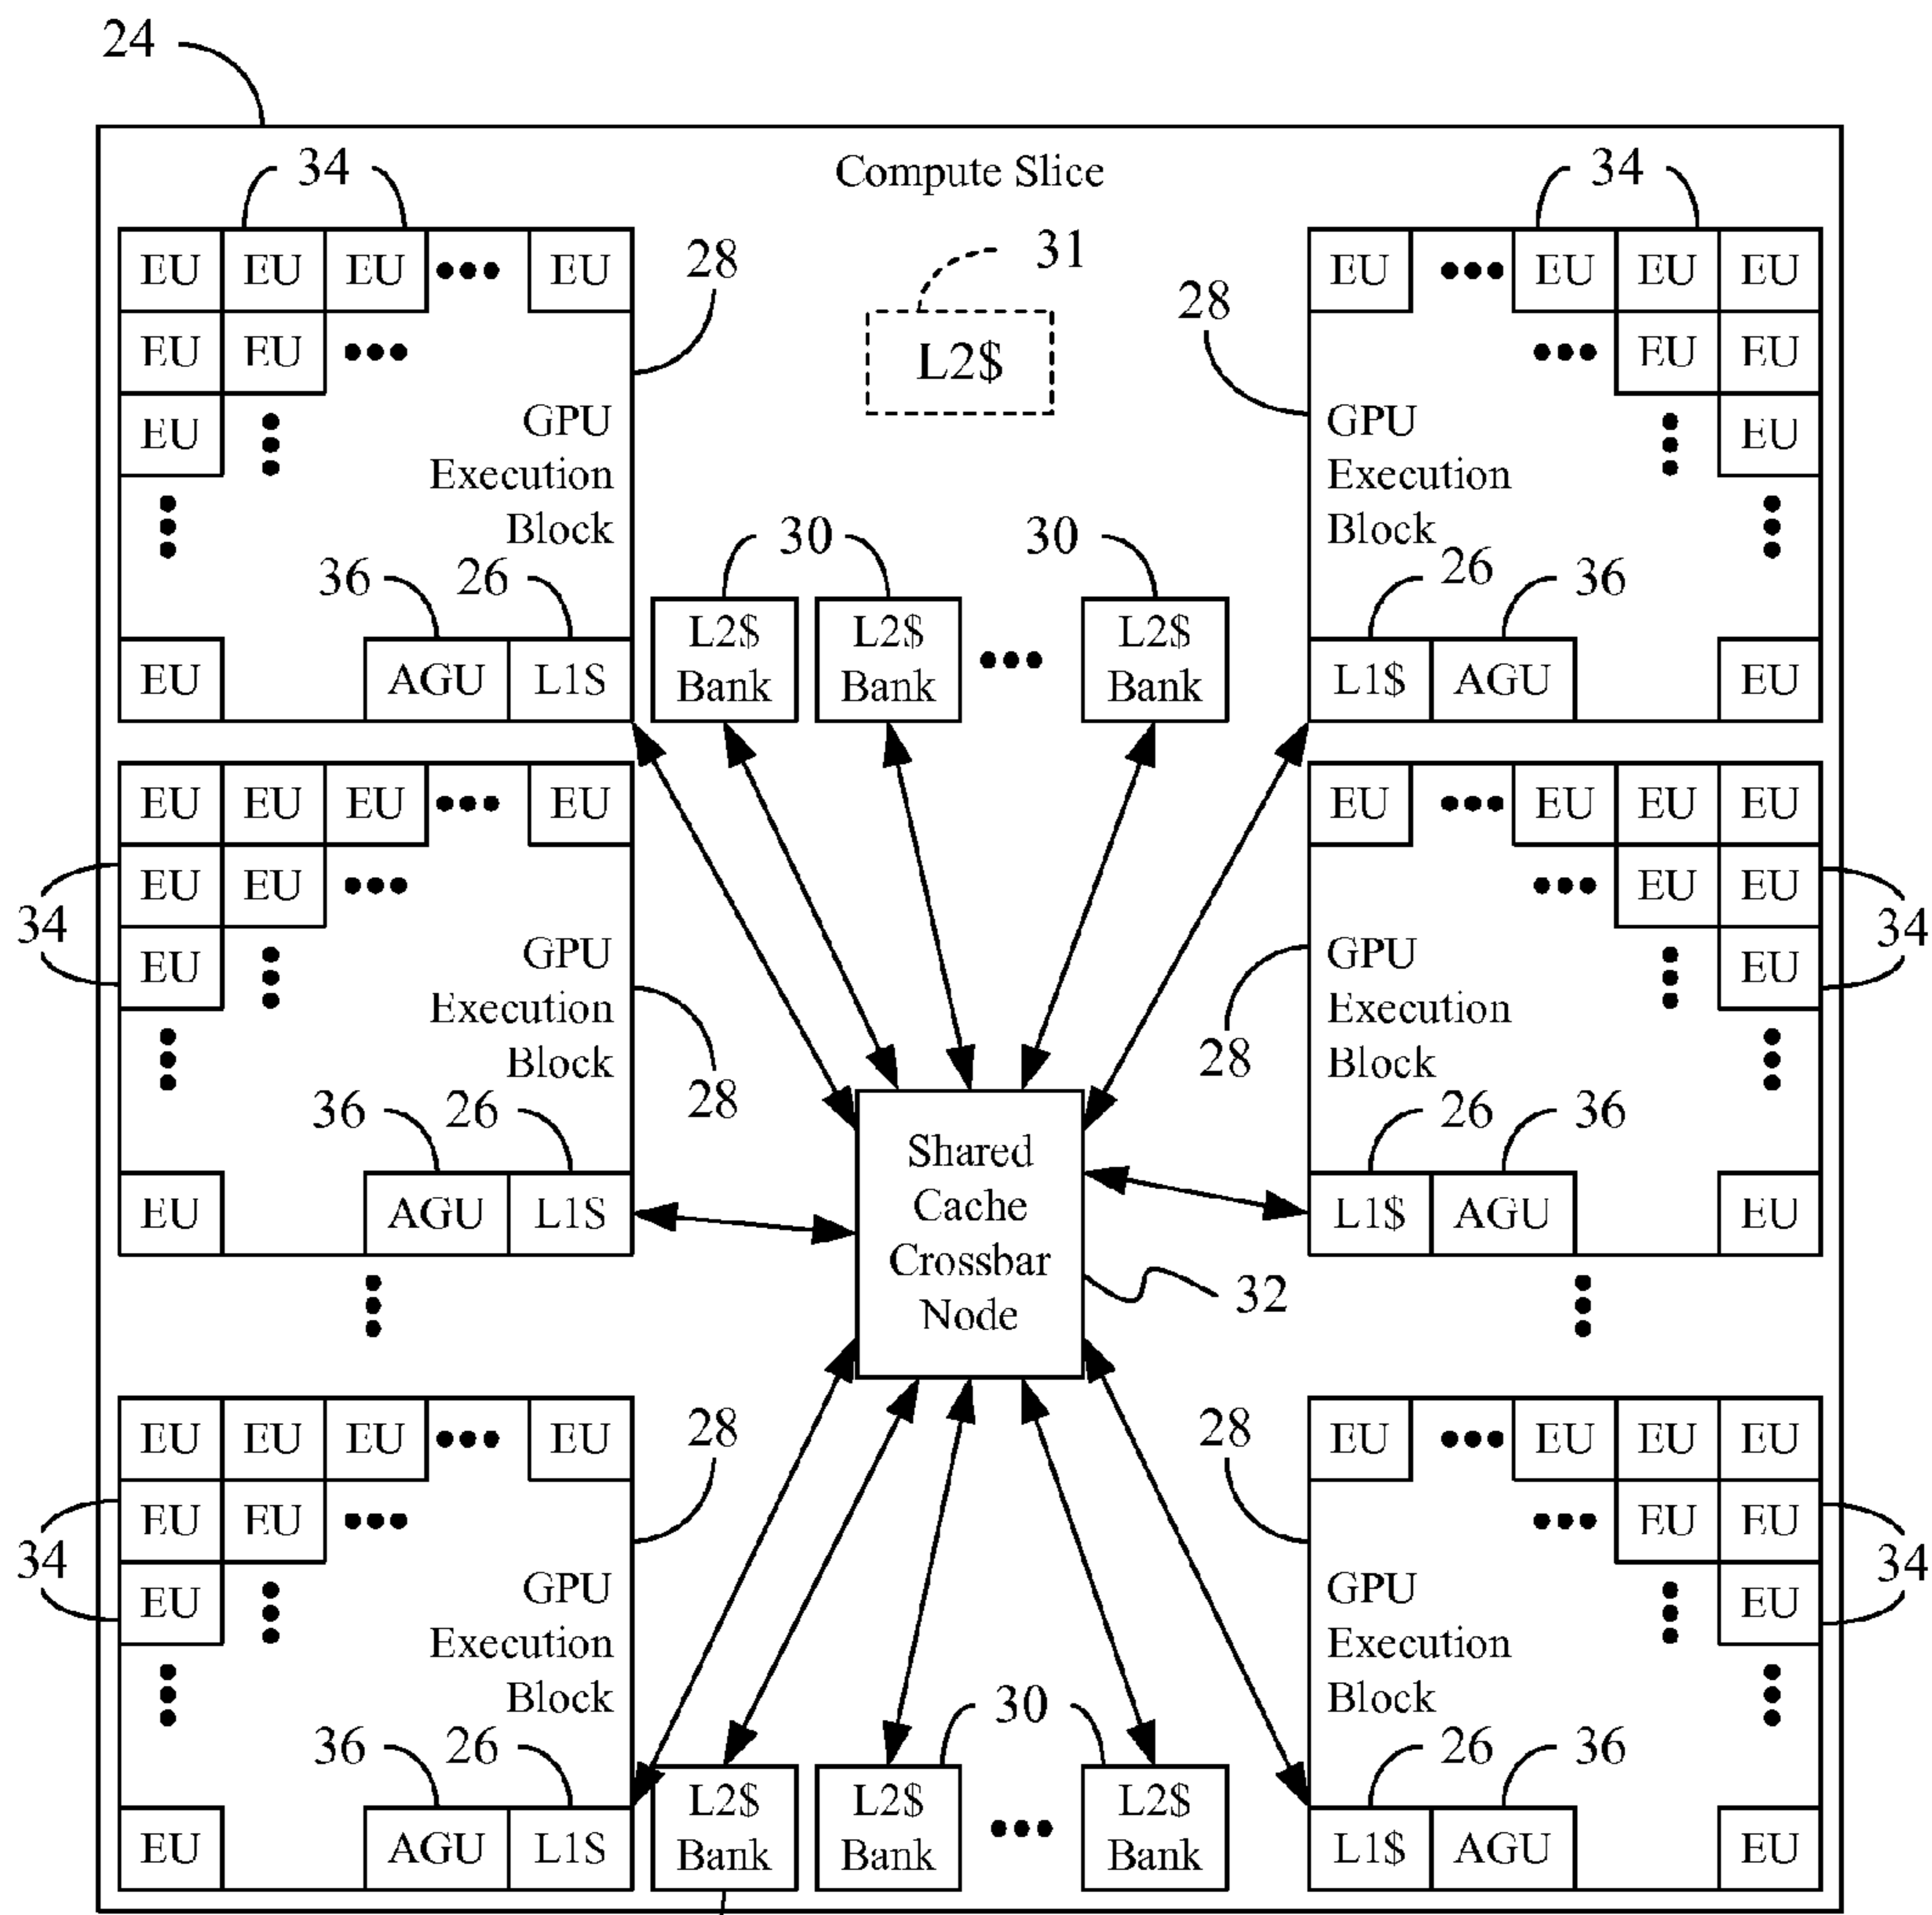 24
Compute Slice
34
EU EU EU ••• EU
EU EU •••
EU
GPU
Execution
Block
28
36
26
EU
AGU
L1S
31
L2$
34
EU ••• EU EU EU
••• EU EU
EU
28
GPU
Execution
Block
26
36
L1$
AGU
EU
30
30
L2$
Bank
L2$
Bank
•••
L2$
Bank
EU EU EU ••• EU
EU EU •••
EU
34
GPU
Execution
Block
28
36
26
EU
AGU
L1S
EU ••• EU EU EU
••• EU EU
EU
34
GPU
Execution
Block
28
26
36
L1$
AGU
EU
Shared
Cache
Crossbar
Node
32
EU EU EU ••• EU
EU EU •••
EU
34
28
GPU
Execution
Block
36
26
EU
AGU
L1S
28
EU ••• EU EU EU
••• EU EU
EU
34
GPU
Execution
Block
26
36
L1$
AGU
EU
30
L2$
Bank
L2$
Bank
•••
L2$
Bank